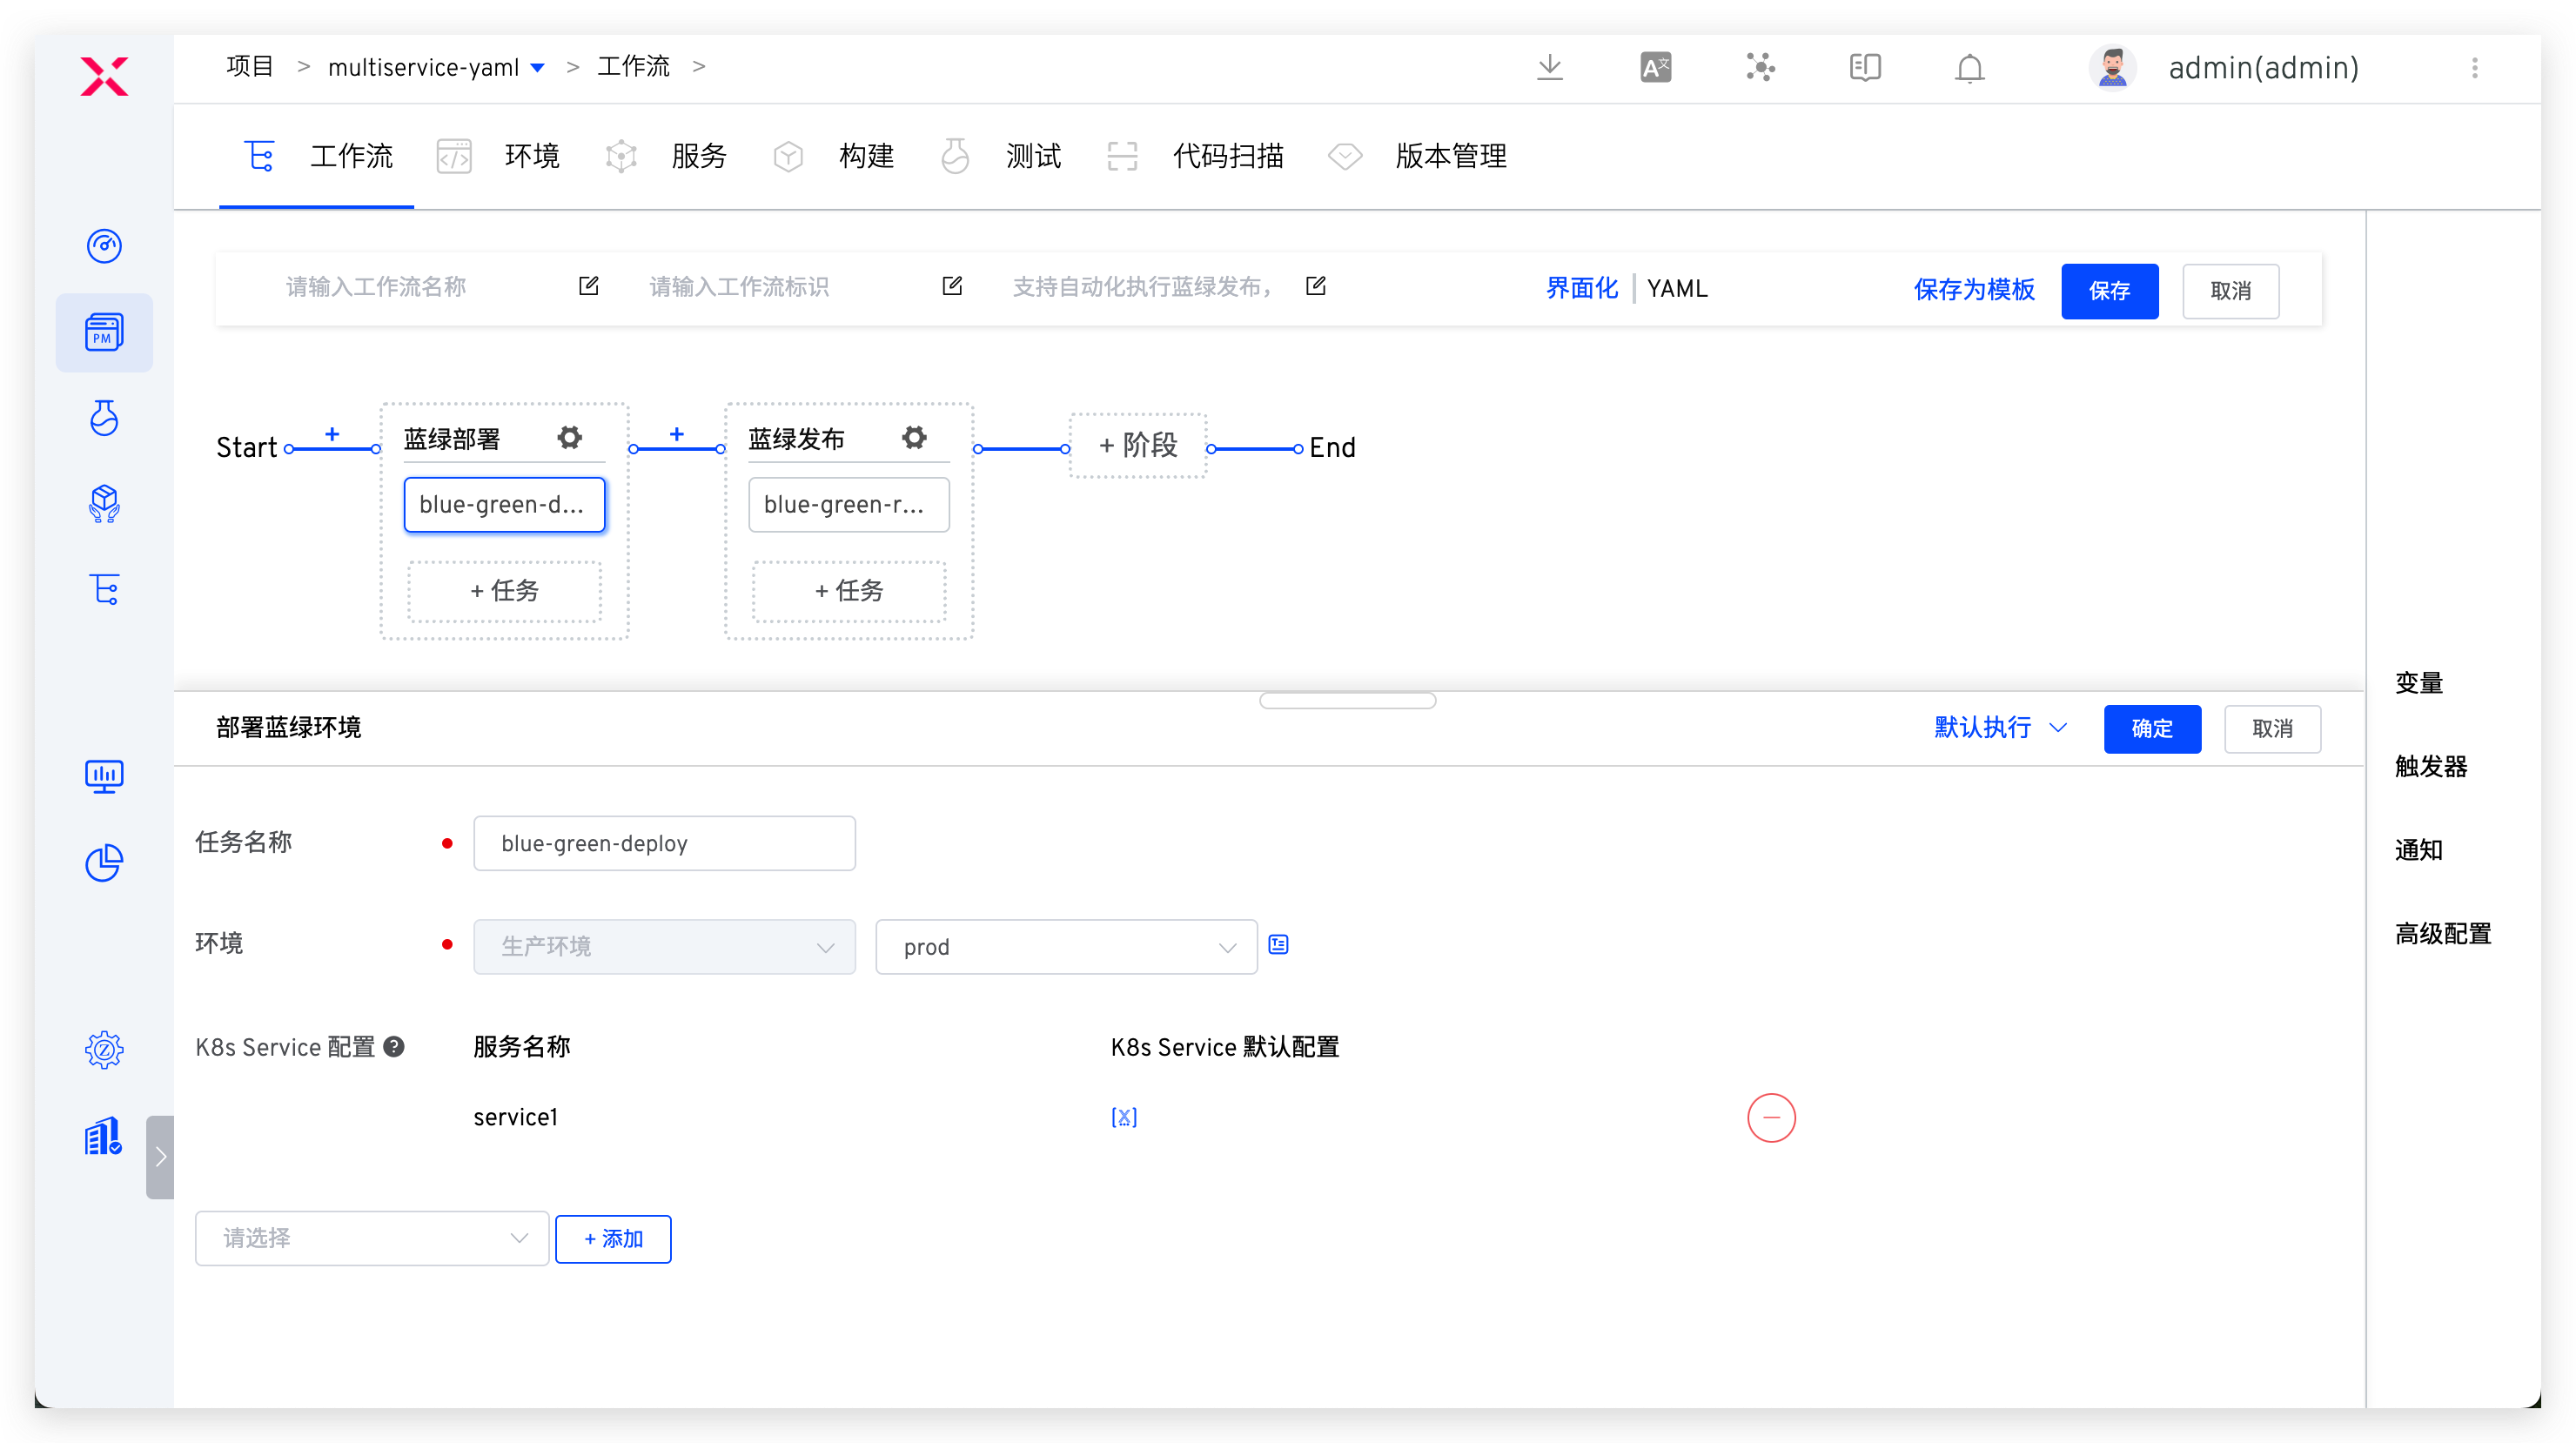 项目 > multiservice-yaml > 工作流 >
A文
admin(admin)
工作流 环境 服务 构建 测试 代码扫描 版本管理
PM
请输入工作流名称 请输入工作流标识 支持自动化执行蓝绿发布, 界面化 | YAML 保存为模板 保存 取消
Start + 蓝绿部署 + 蓝绿发布 + 阶段 End
blue-green-d... blue-green-r...
+ 任务 + 任务
变量
触发器
通知
高级配置
部署蓝绿环境 默认执行 确定 取消
任务名称 blue-green-deploy
环境 生产环境 prod
K8s Service 配置 ? 服务名称 K8s Service 默认配置
service1 [X]
请选择 + 添加